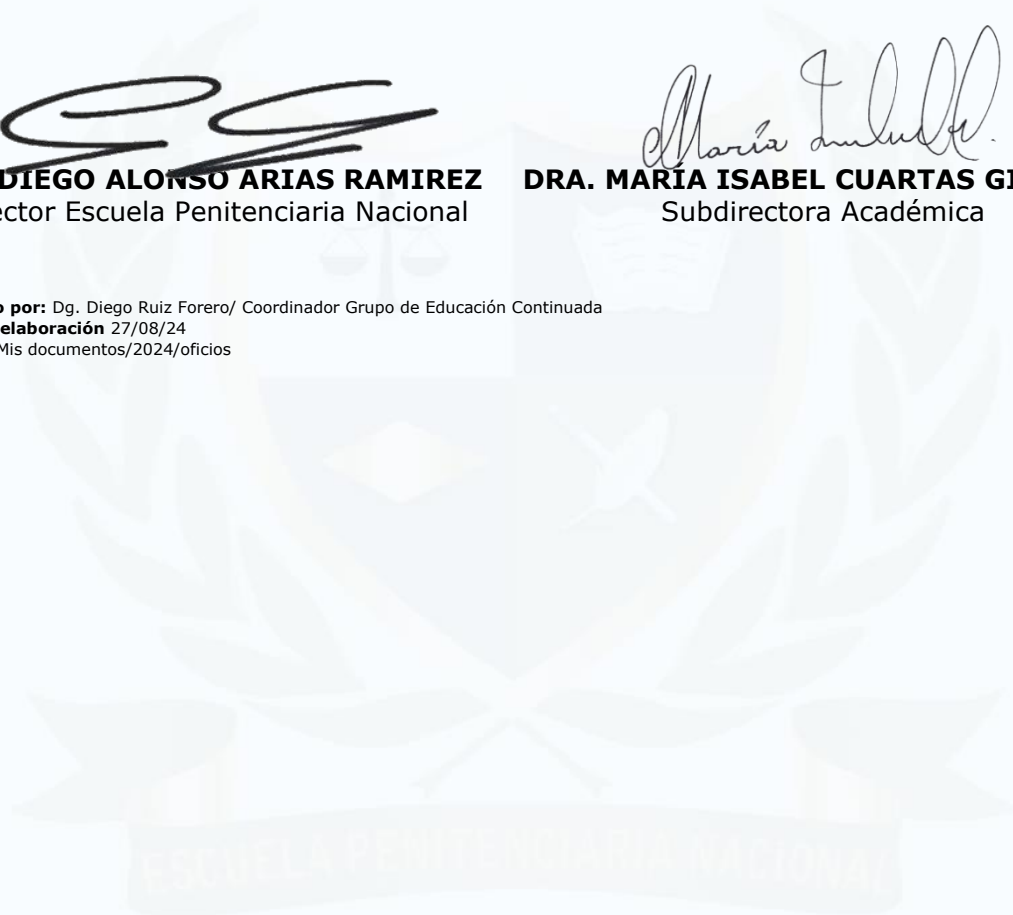 María
DIEGO ALONSO ARIAS RAMIREZ DRA. MARÍA ISABEL CUARTAS GI
ector Escuela Penitenciaria Nacional Subdirectora Académica
o por: Dg. Diego Ruiz Forero/ Coordinador Grupo de Educación Continuada
elaboración 27/08/24
Mis documentos/2024/oficios
ESCUELA PENITENCIARIA NACIONAL